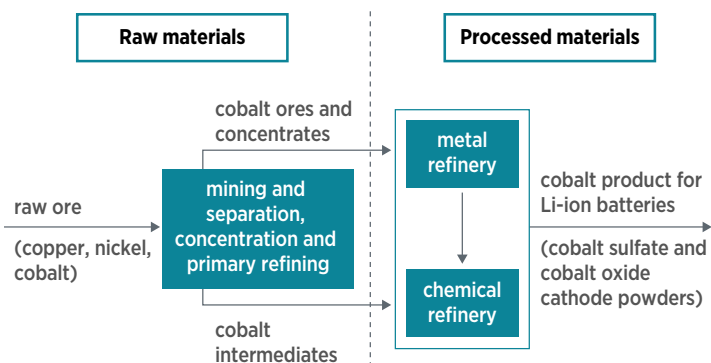 Raw materials
Processed materials
cobalt ores and
concentrates
metal
refinery
mining and
separation,
concentration and
primary refining
raw ore
(copper, nickel,
cobalt)
cobalt product for
Li-ion batteries
(cobalt sulfate and
cobalt oxide
cathode powders)
chemical
refinery
cobalt
intermediates